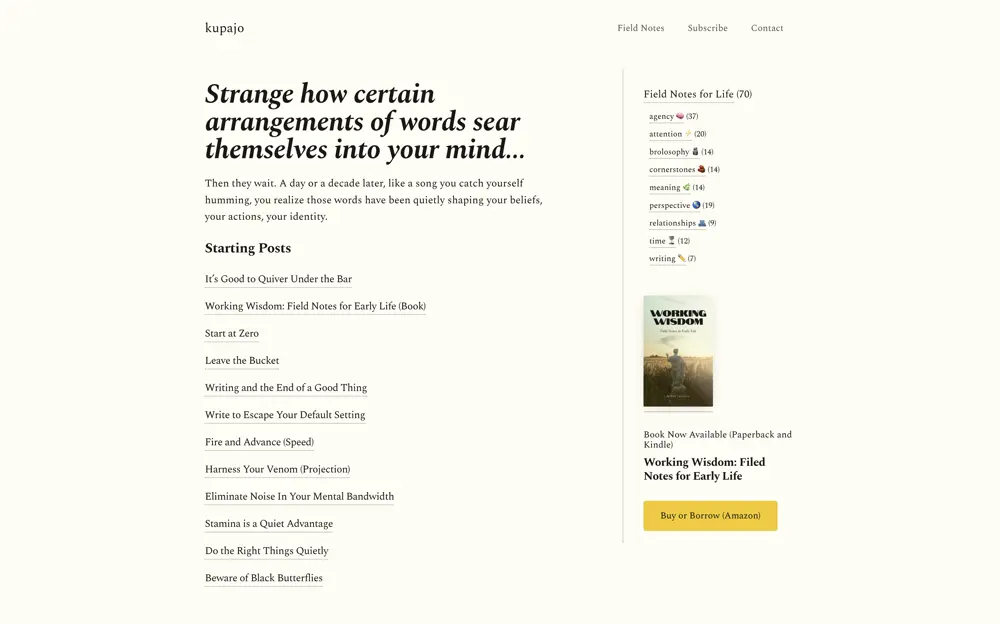 kupajo
Field Notes
Subscribe
Contact
Strange how certain
arrangements of words sear
themselves into your mind...
Then they wait. A day or a decade later, like a song you catch yourself
humming, you realize those words have been quietly shaping your beliefs,
your actions, your identity.
Starting Posts
It's Good to Quiver Under the Bar
Working Wisdom: Field Notes for Early Life (Book)
Start at Zero
Leave the Bucket
Writing and the End of a Good Thing
Write to Escape Your Default Setting
Fire and Advance (Speed)
Harness Your Venom (Projection)
Eliminate Noise In Your Mental Bandwidth
Stamina is a Quiet Advantage
Do the Right Things Quietly
Beware of Black Butterflies
Field Notes for Life (70)
agency 🧠 (37)
attention ⚡ (20)
brolosophy (14)
cornerstones (14)
meaning 🌿 (14)
perspective 🌎 (19)
relationships (9)
time ⏳ (12)
writing ✏️ (7)
WORKING
WISDOM
Field Notes for Early Life
Book Now Available (Paperback and
Kindle)
Working Wisdom: Filed
Notes for Early Life
Buy or Borrow (Amazon)